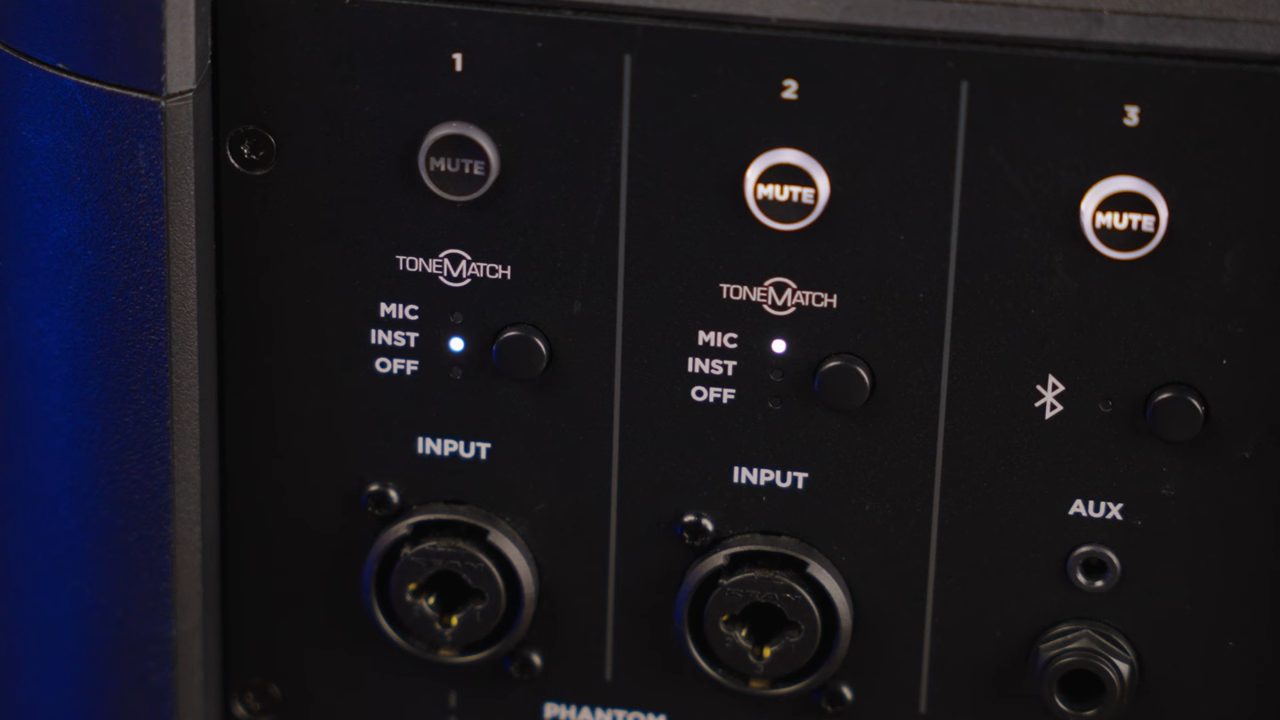 1
MUTE
TONEMATCH
MIC
INST
OFF
INPUT
2
MUTE
TONEMATCH
MIC
INST
OFF
INPUT
3
MUTE
AUX
PHANTOM